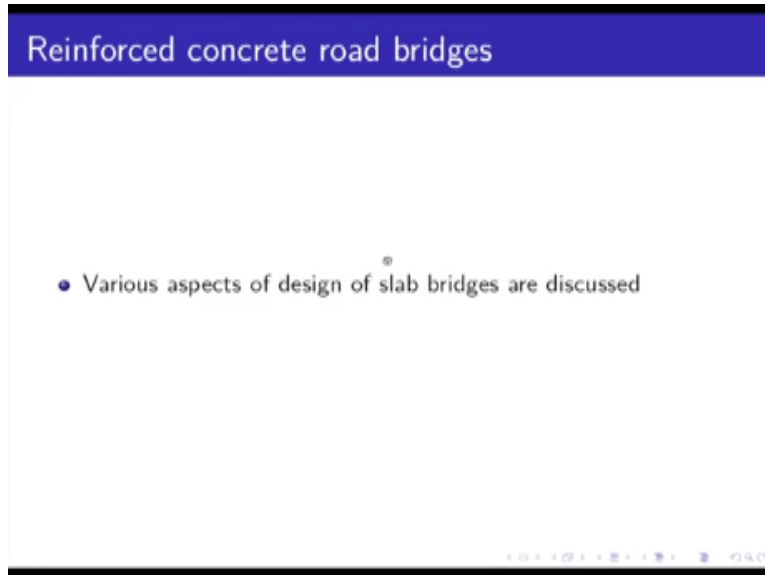 Reinforced concrete road bridges
Various aspects of design of slab bridges are discussed